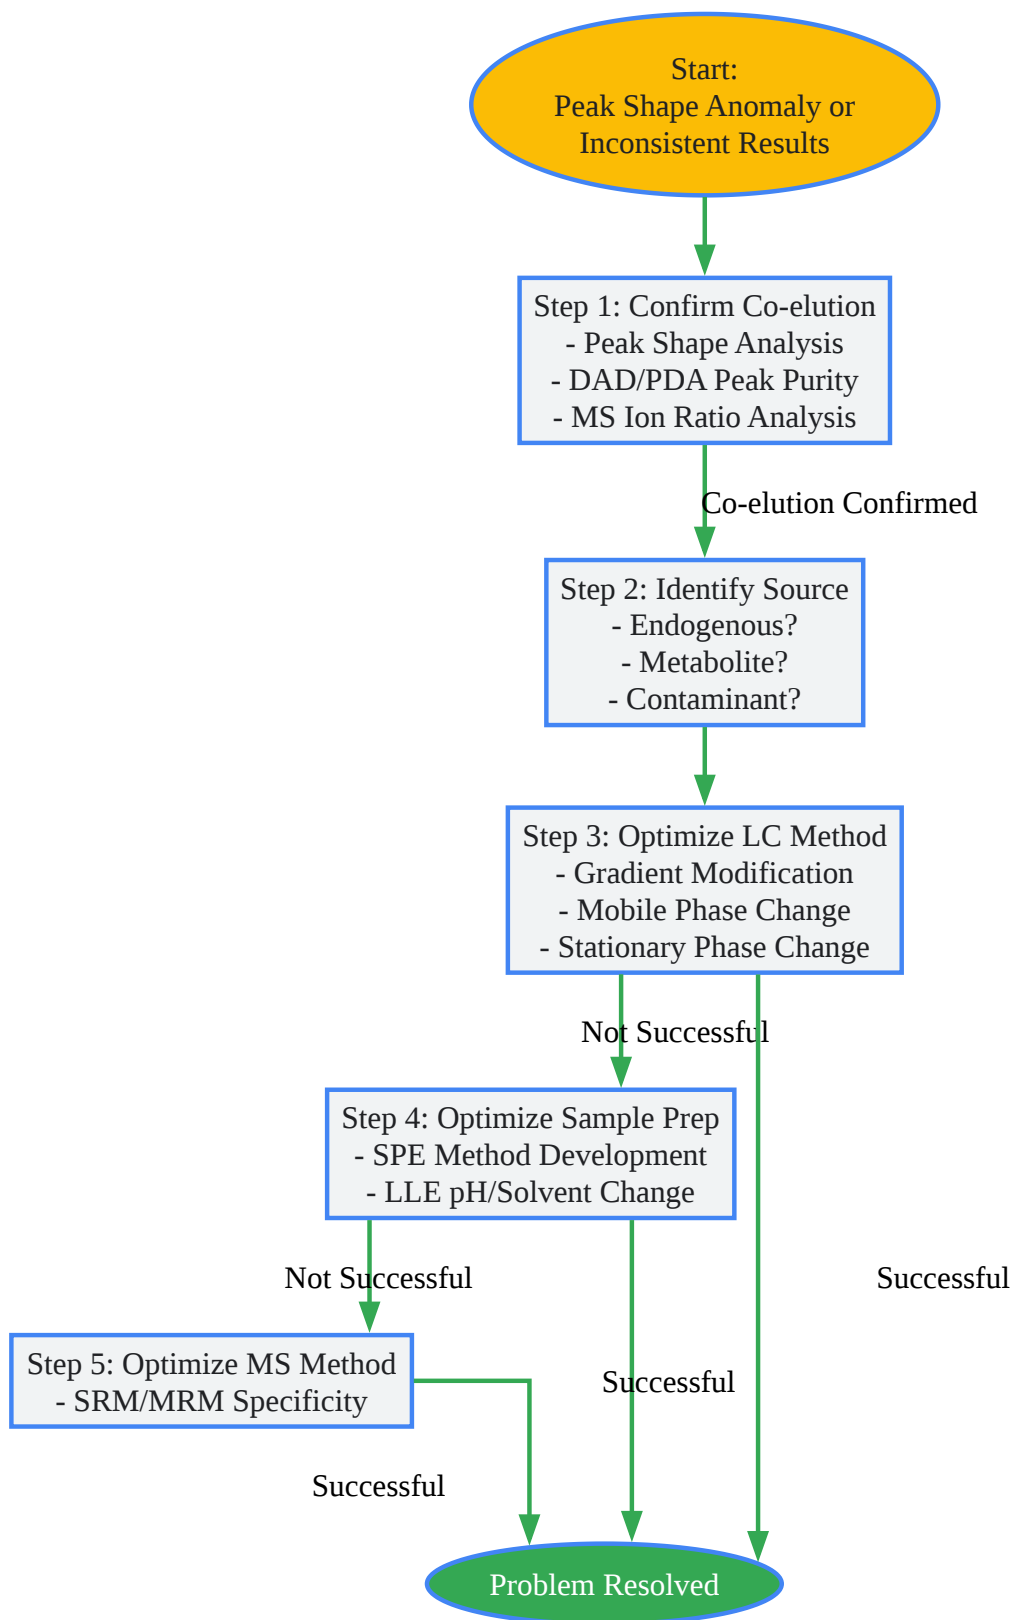 Start:
Peak Shape Anomaly or
Inconsistent Results
Step 1: Confirm Co-elution
- Peak Shape Analysis
- DAD/PDA Peak Purity
- MS Ion Ratio Analysis
Co-elution Confirmed
Step 2: Identify Source
- Endogenous?
- Metabolite?
- Contaminant?
Step 3: Optimize LC Method
- Gradient Modification
- Mobile Phase Change
- Stationary Phase Change
Not Successful
Step 4: Optimize Sample Prep
- SPE Method Development
- LLE pH/Solvent Change
Not Successful
Successful
Step 5: Optimize MS Method
- SRM/MRM Specificity
Successful
Successful
Problem Resolved